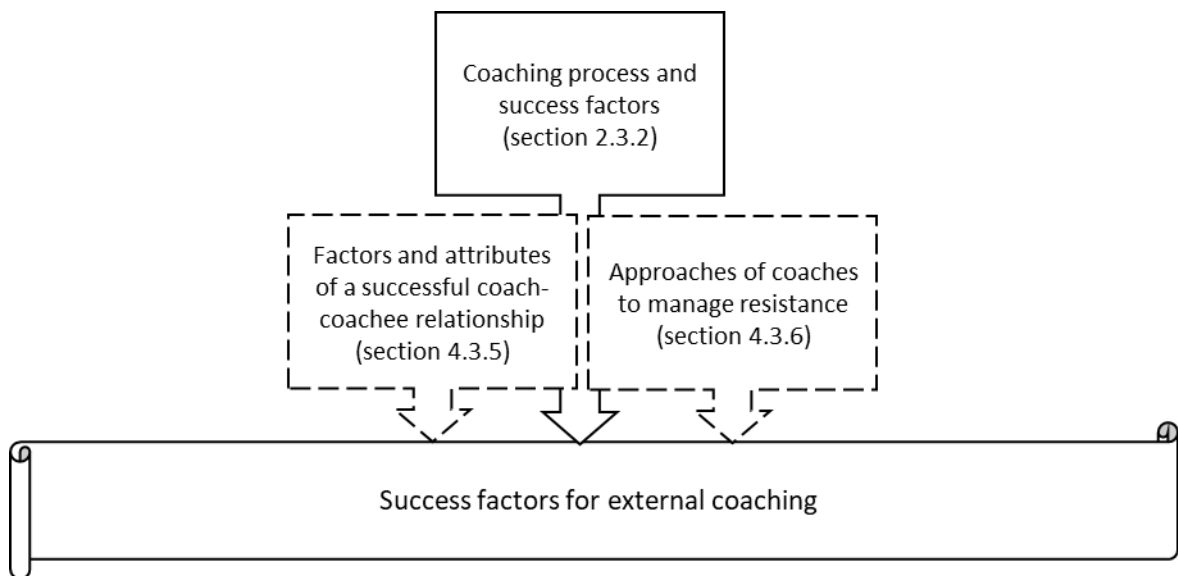 Coaching process and
success factors
(section 2.3.2)
Factors and attributes
of a successful coach-
coachee relationship
(section 4.3.5)
Approaches of coaches
to manage resistance
(section 4.3.6)
Success factors for external coaching